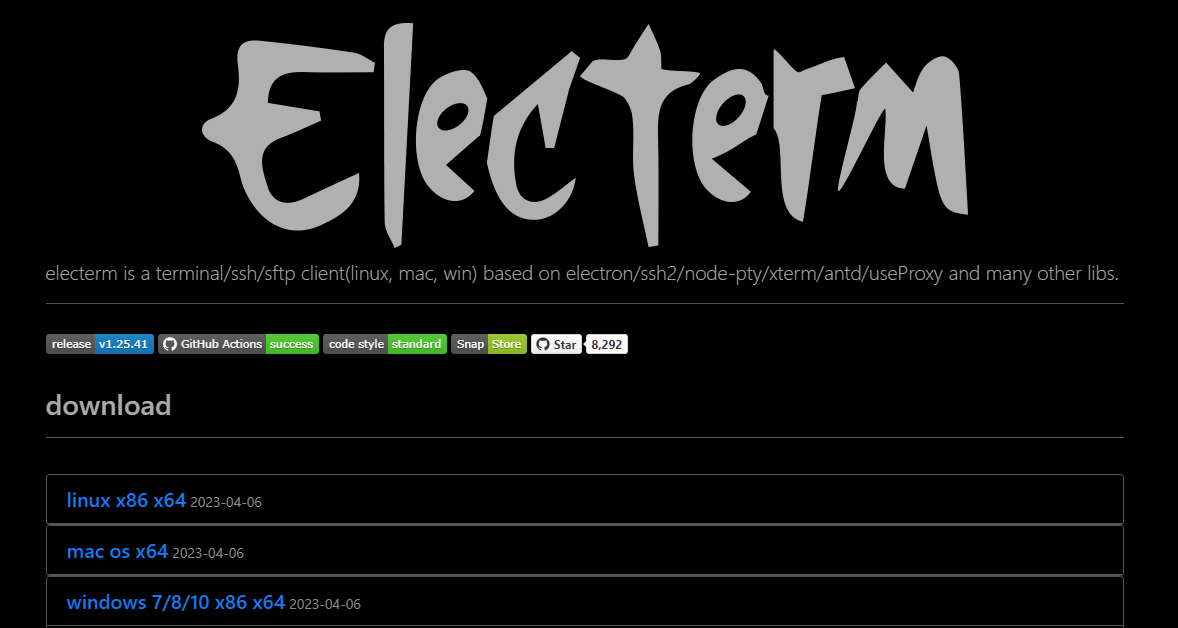 Electerm
electerm is a terminal/ssh/sftp client(linux, mac, win) based on electron/ssh2/node-pty/xterm/antd/useProxy and many other libs.
release v1.25.41 GitHub Actions success code style standard Snap Store Star 8,292
download
linux x86 x64 2023-04-06
mac os x64 2023-04-06
windows 7/8/10 x86 x64 2023-04-06